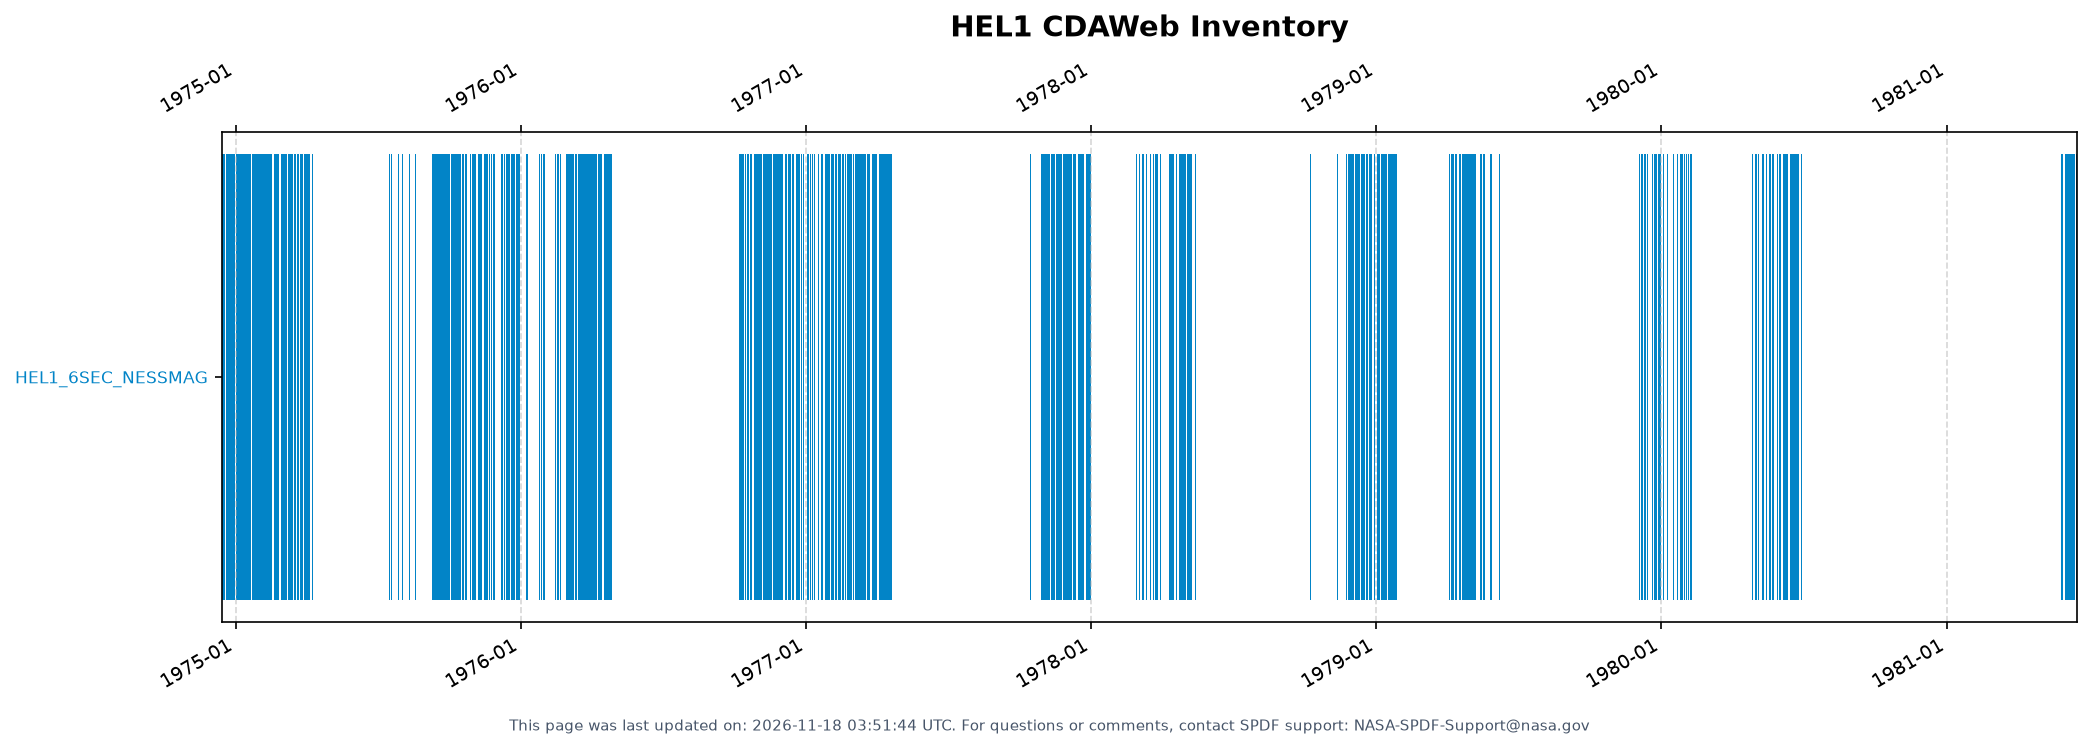 HEL1 CDAWeb Inventory
1975-01 1976-01 1977-01 1978-01 1979-01 1980-01 1981-01
HEL1_6SEC_NESSMAG
1975-01 1976-01 1977-01 1978-01 1979-01 1980-01 1981-01
This page was last updated on: 2026-11-18 03:51:44 UTC. For questions or comments, contact SPDF support: NASA-SPDF-Support@nasa.gov